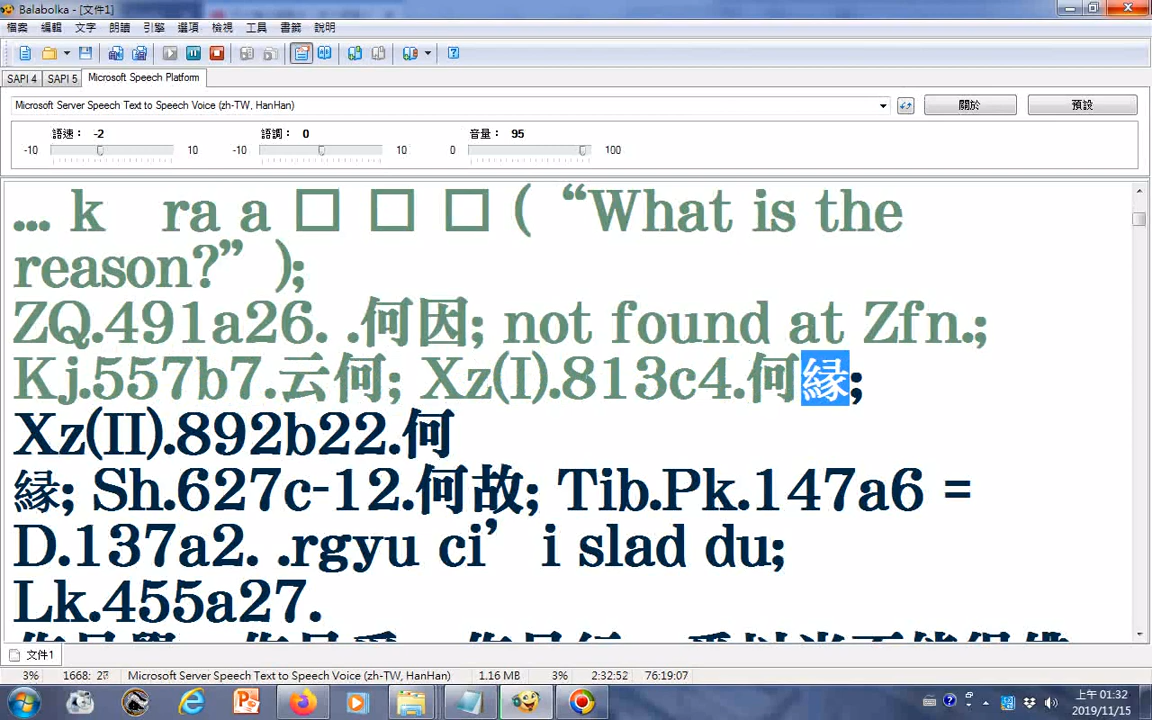 Balabolka - [文件1]
檔案 編輯 文字 朗讀 引擎 選項 檢視 工具 書籤 說明
SAPI 4 SAPI 5 Microsoft Speech Platform
Microsoft Server Speech Text to Speech Voice (zh-TW, HanHan) 關於 預設
語速： -2 語調： 0 音量： 95
-10 10 -10 10 0 100
... k ra a □ □ □ (“What is the
reason?”);
ZQ.491a26. .何因; not found at Zfn.;
Kj.557b7.云何; Xz(I).813c4.何縁;
Xz(II).892b22.何
縁; Sh.627c-12.何故; Tib.Pk.147a6 =
D.137a2. .rgyu ci’i slad du;
Lk.455a27.
文件1
3% 1668: 27 Microsoft Server Speech Text to Speech Voice (zh-TW, HanHan) 1.16 MB 3% 2:32:52 76:19:07
上午 01:32
2019/11/15